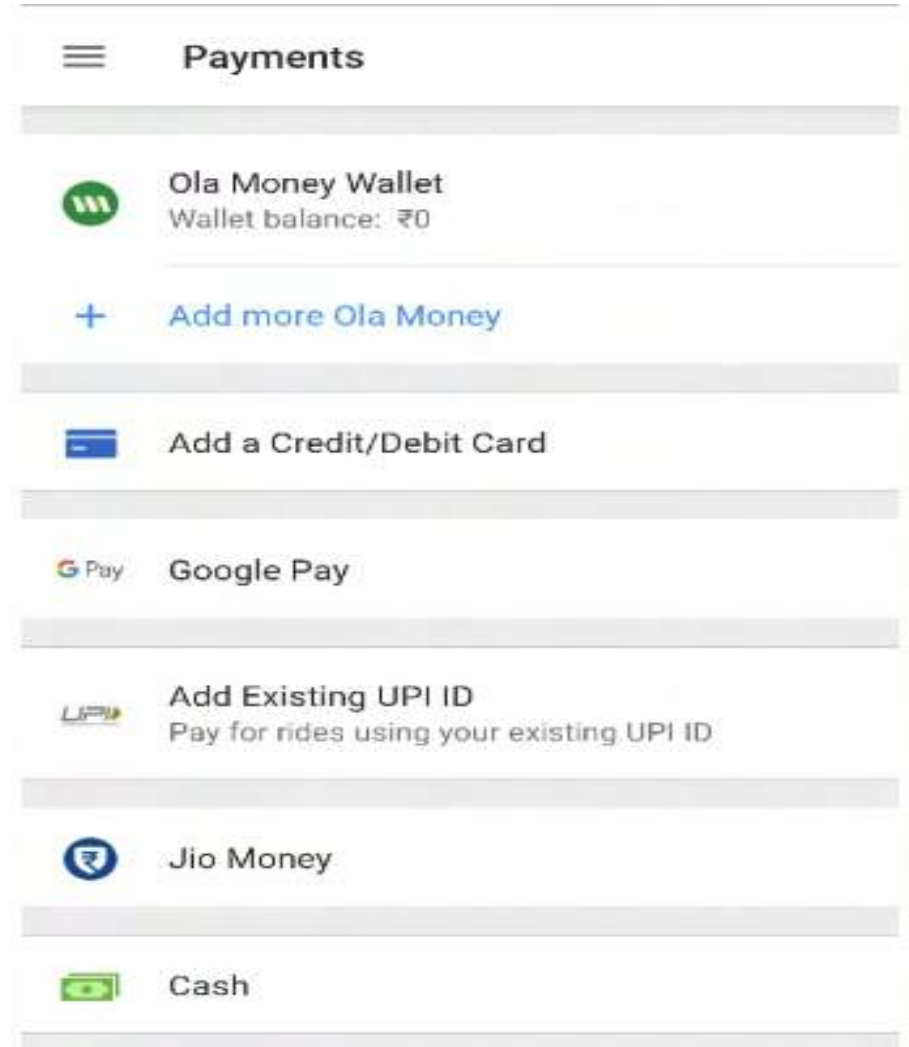 Payments
Ola Money Wallet
Wallet balance: ₹0
+ Add more Ola Money
Add a Credit/Debit Card
G Pay Google Pay
Add Existing UPI ID
UPI
Pay for rides using your existing UPI ID
Jio Money
Cash